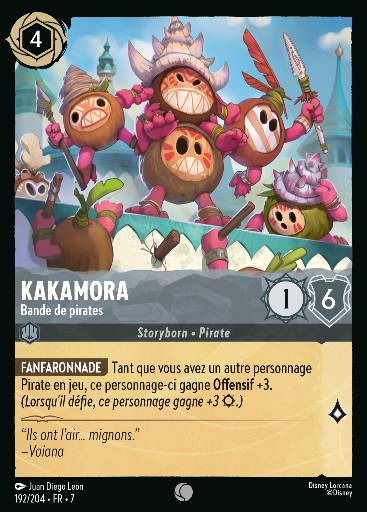 4
KAKAMORA
Bande de pirates
1
6
Storyborn • Pirate
FANFARONNADE Tant que vous avez un autre personnage
Pirate en jeu, ce personnage-ci gagne Offensif +3.
(Lorsqu'il défie, ce personnage gagne +3 .)
“Ils ont l'air... mignons.”
–Vaiana
Juan Diego Leon
192/204 • FR • 7
Disney Lorcana
©Disney